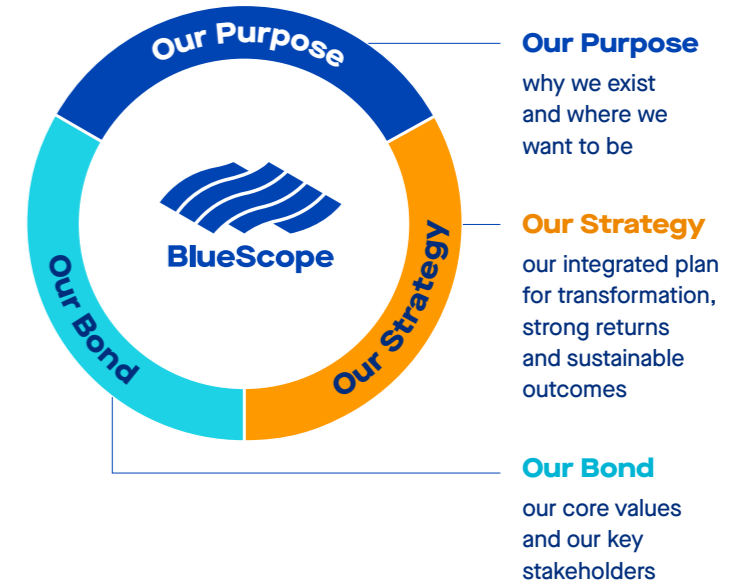 Our Purpose
Our Purpose
why we exist
and where we
want to be
BlueScope
Our Strategy
Our Strategy
our integrated plan
for transformation,
strong returns
and sustainable
outcomes
Our Bond
Our Bond
our core values
and our key
stakeholders